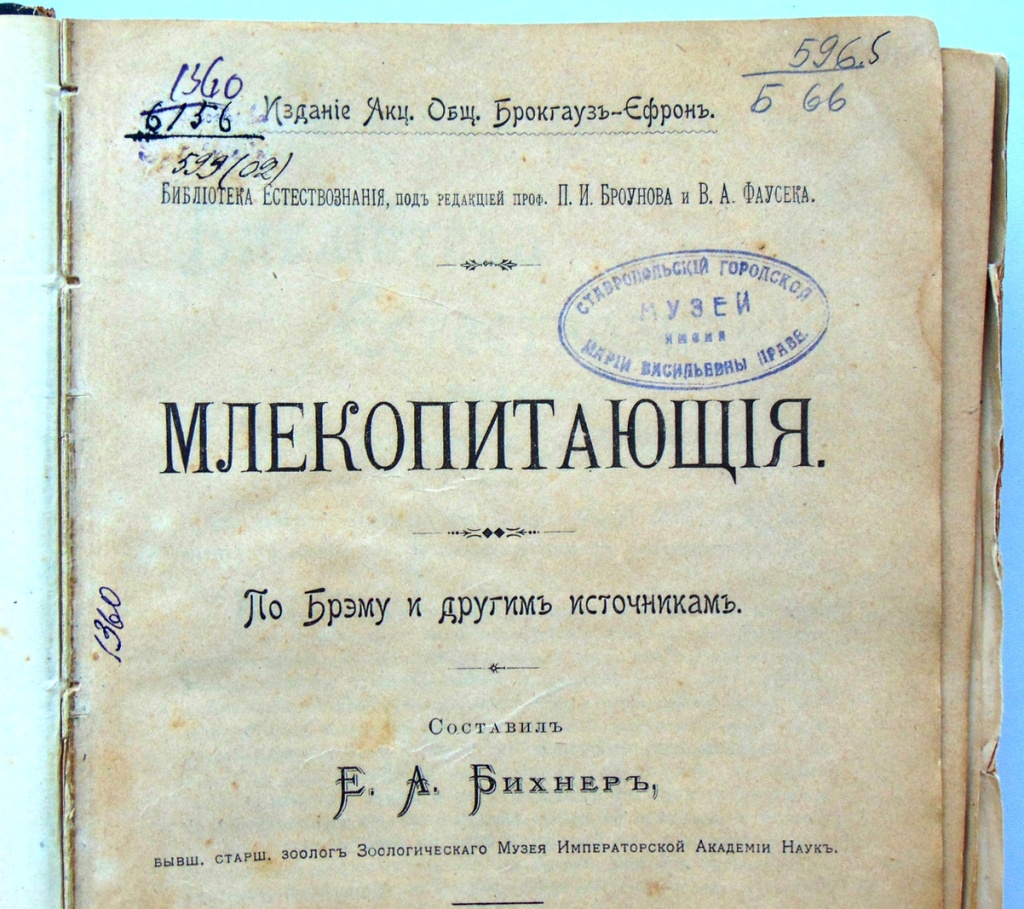 1360
596.5
6156
Б 66
Изданіе Акц. Общ. Брокгаузъ-Ефронъ.
599(02)
Библіотека Естествознанія, подъ редакціей проф. П. И. Броунова и В. А. Фаусека.
СТАВРОПОЛЬСКІЙ ГОРОДСКОЙ
МУЗЕЙ
имени
МАРІИ ВАСИЛЬЕВНЫ ПРАВЕ.
МЛЕКОПИТАЮЩІЯ.
По Брэму и другимъ источникамъ.
1360
Составилъ
Е. А. Бихнеръ,
бывш. старш. зоологъ Зоологическаго Музея Императорской Академіи Наукъ.